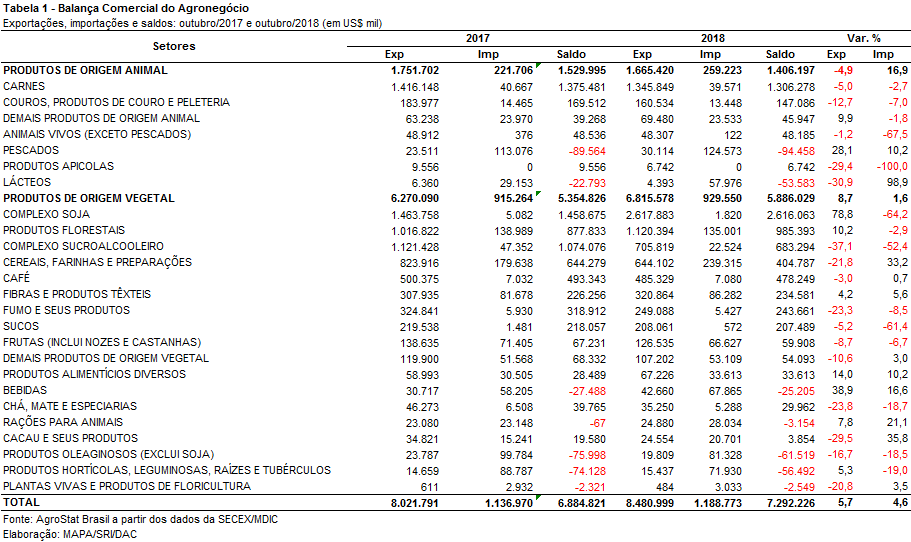 Tabela 1 - Balança Comercial do Agronegócio
Exportações, importações e saldos: outubro/2017 e outubro/2018 (em US$ mil)
Setores 2017 2018 Var. %
Exp Imp Saldo Exp Imp Saldo Exp Imp
PRODUTOS DE ORIGEM ANIMAL 1.751.702 221.706 1.529.995 1.665.420 259.223 1.406.197 -4,9 16,9
CARNES 1.416.148 40.667 1.375.481 1.345.849 39.571 1.306.278 -5,0 -2,7
COUROS, PRODUTOS DE COURO E PELETERIA 183.977 14.465 169.512 160.534 13.448 147.086 -12,7 -7,0
DEMAIS PRODUTOS DE ORIGEM ANIMAL 63.238 23.970 39.268 69.480 23.533 45.947 9,9 -1,8
ANIMAIS VIVOS (EXCETO PESCADOS) 48.912 376 48.536 48.307 122 48.185 -1,2 -67,5
PESCADOS 23.511 113.076 -89.564 30.114 124.573 -94.458 28,1 10,2
PRODUTOS APICOLAS 9.556 0 9.556 6.742 0 6.742 -29,4 -100,0
LÁCTEOS 6.360 29.153 -22.793 4.393 57.976 -53.583 -30,9 98,9
PRODUTOS DE ORIGEM VEGETAL 6.270.090 915.264 5.354.826 6.815.578 929.550 5.886.029 8,7 1,6
COMPLEXO SOJA 1.463.758 5.082 1.458.675 2.617.883 1.820 2.616.063 78,8 -64,2
PRODUTOS FLORESTAIS 1.016.822 138.989 877.833 1.120.394 135.001 985.393 10,2 -2,9
COMPLEXO SUCROALCOOLEIRO 1.121.428 47.352 1.074.076 705.819 22.524 683.294 -37,1 -52,4
CEREAIS, FARINHAS E PREPARAÇÕES 823.916 179.638 644.279 644.102 239.315 404.787 -21,8 33,2
CAFÉ 500.375 7.032 493.343 485.329 7.080 478.249 -3,0 0,7
FIBRAS E PRODUTOS TÊXTEIS 307.935 81.678 226.256 320.864 86.282 234.581 4,2 5,6
FUMO E SEUS PRODUTOS 324.841 5.930 318.912 249.088 5.427 243.661 -23,3 -8,5
SUCOS 219.538 1.481 218.057 208.061 572 207.489 -5,2 -61,4
FRUTAS (INCLUI NOZES E CASTANHAS) 138.635 71.405 67.231 126.535 66.627 59.908 -8,7 -6,7
DEMAIS PRODUTOS DE ORIGEM VEGETAL 119.900 51.568 68.332 107.202 53.109 54.093 -10,6 3,0
PRODUTOS ALIMENTÍCIOS DIVERSOS 58.993 30.505 28.489 67.226 33.613 33.613 14,0 10,2
BEBIDAS 30.717 58.205 -27.488 42.660 67.865 -25.205 38,9 16,6
CHÁ, MATE E ESPECIARIAS 46.273 6.508 39.765 35.250 5.288 29.962 -23,8 -18,7
RAÇÕES PARA ANIMAIS 23.080 23.148 -67 24.880 28.034 -3.154 7,8 21,1
CACAU E SEUS PRODUTOS 34.821 15.241 19.580 24.554 20.701 3.854 -29,5 35,8
PRODUTOS OLEAGINOSOS (EXCLUI SOJA) 23.787 99.784 -75.998 19.809 81.328 -61.519 -16,7 -18,5
PRODUTOS HORTÍCOLAS, LEGUMINOSAS, RAÍZES E TUBÉRCULOS 14.659 88.787 -74.128 15.437 71.930 -56.492 5,3 -19,0
PLANTAS VIVAS E PRODUTOS DE FLORICULTURA 611 2.932 -2.321 484 3.033 -2.549 -20,8 3,5
TOTAL 8.021.791 1.136.970 6.884.821 8.480.999 1.188.773 7.292.226 5,7 4,6
Fonte: AgroStat Brasil a partir dos dados da SECEX/MDIC
Elaboração: MAPA/SRI/DAC